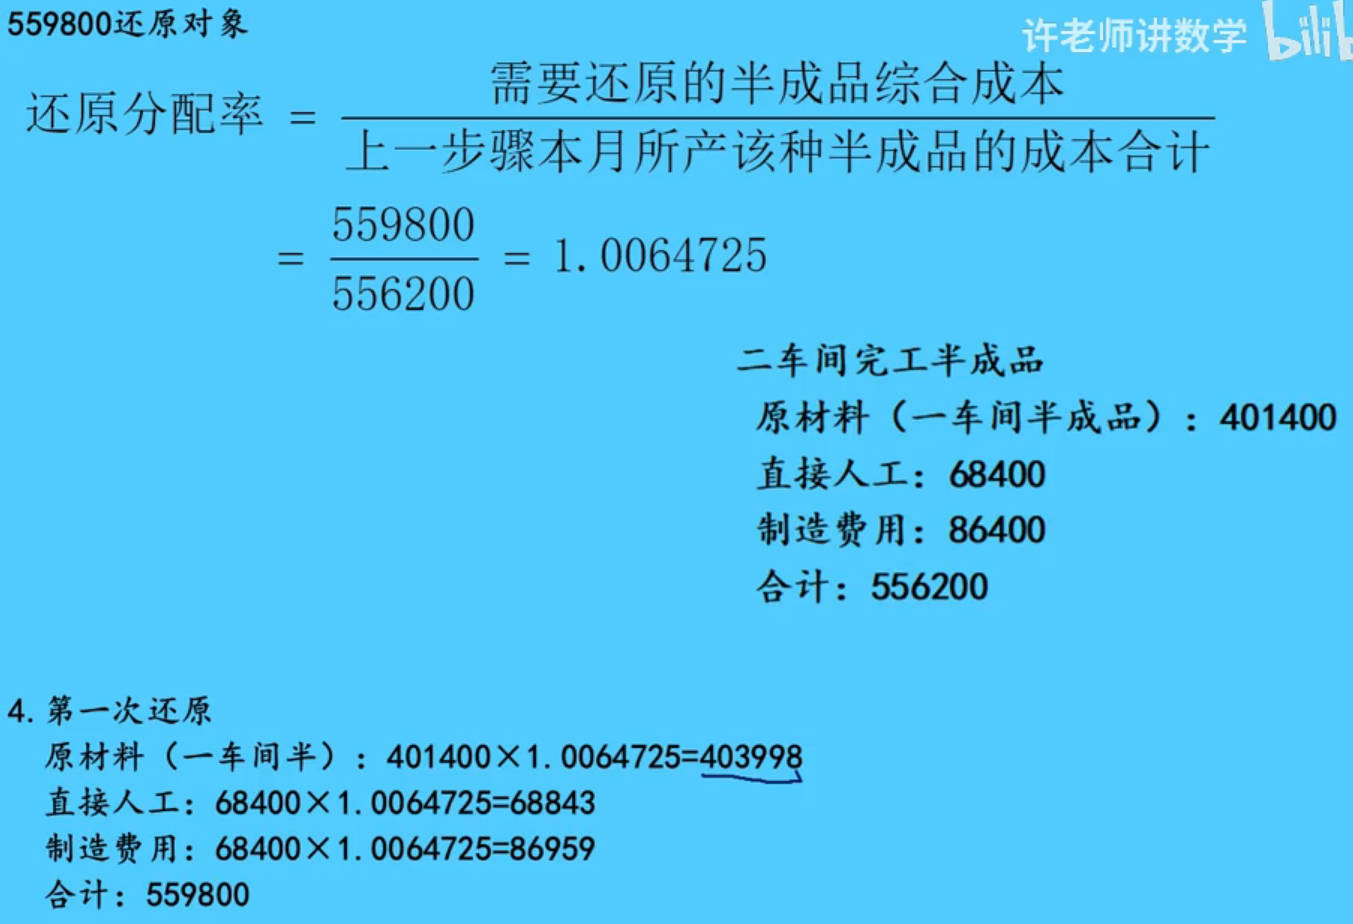 559800还原对象
许老师讲数学 bilib
还原分配率 = 需要还原的半成品综合成本
上一步骤本月所产该种半成品的成本合计
= 559800 = 1.0064725
556200
二车间完工半成品
原材料（一车间半成品）：401400
直接人工：68400
制造费用：86400
合计：556200
4.第一次还原
原材料（一车间半）：401400×1.0064725=403998
直接人工：68400×1.0064725=68843
制造费用：68400×1.0064725=86959
合计：559800